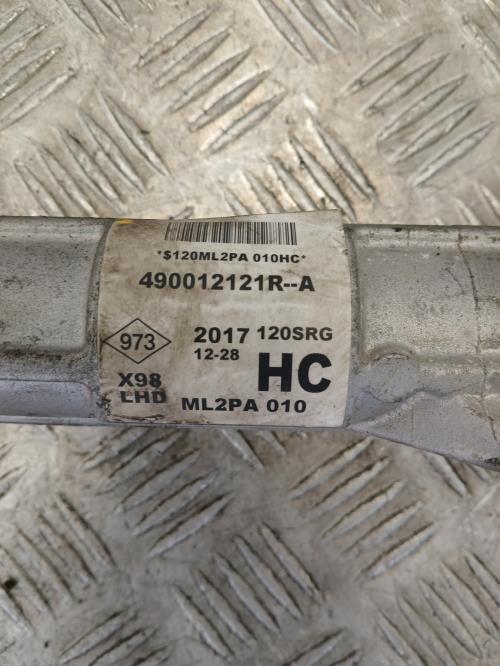 *$120ML2PA 010HC*
490012121R--A
973
2017 120SRG
12-28
HC
X98
LHD
ML2PA 010